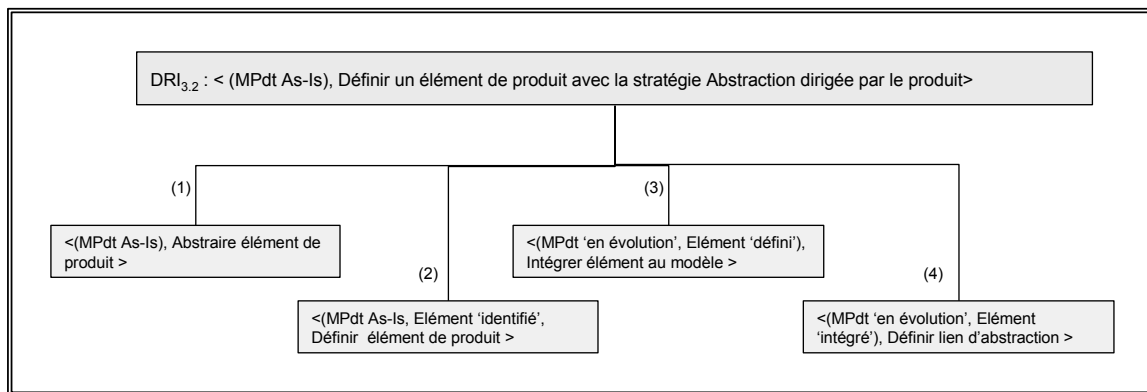 DRI3.2 : < (MPdt As-Is), Définir un élément de produit avec la stratégie Abstraction dirigée par le produit>
(1)
<(MPdt As-Is), Abstraire élément de
produit >
(2)
<(MPdt As-Is, Elément ‘identifié’,
Définir élément de produit >
(3)
<(MPdt ‘en évolution’, Elément ‘défini’),
Intégrer élément au modèle >
(4)
<(MPdt ‘en évolution’, Elément
‘intégré’), Définir lien d’abstraction >